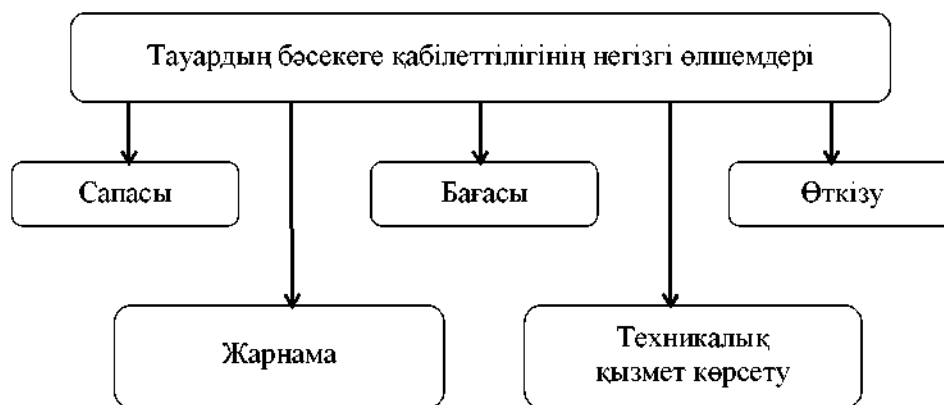 Тауардың бәсекеге қабілеттілігінің негізгі өлшемдері
Сапасы
Бағасы
Өткізу
Жарнама
Техникалық
қызмет көрсету